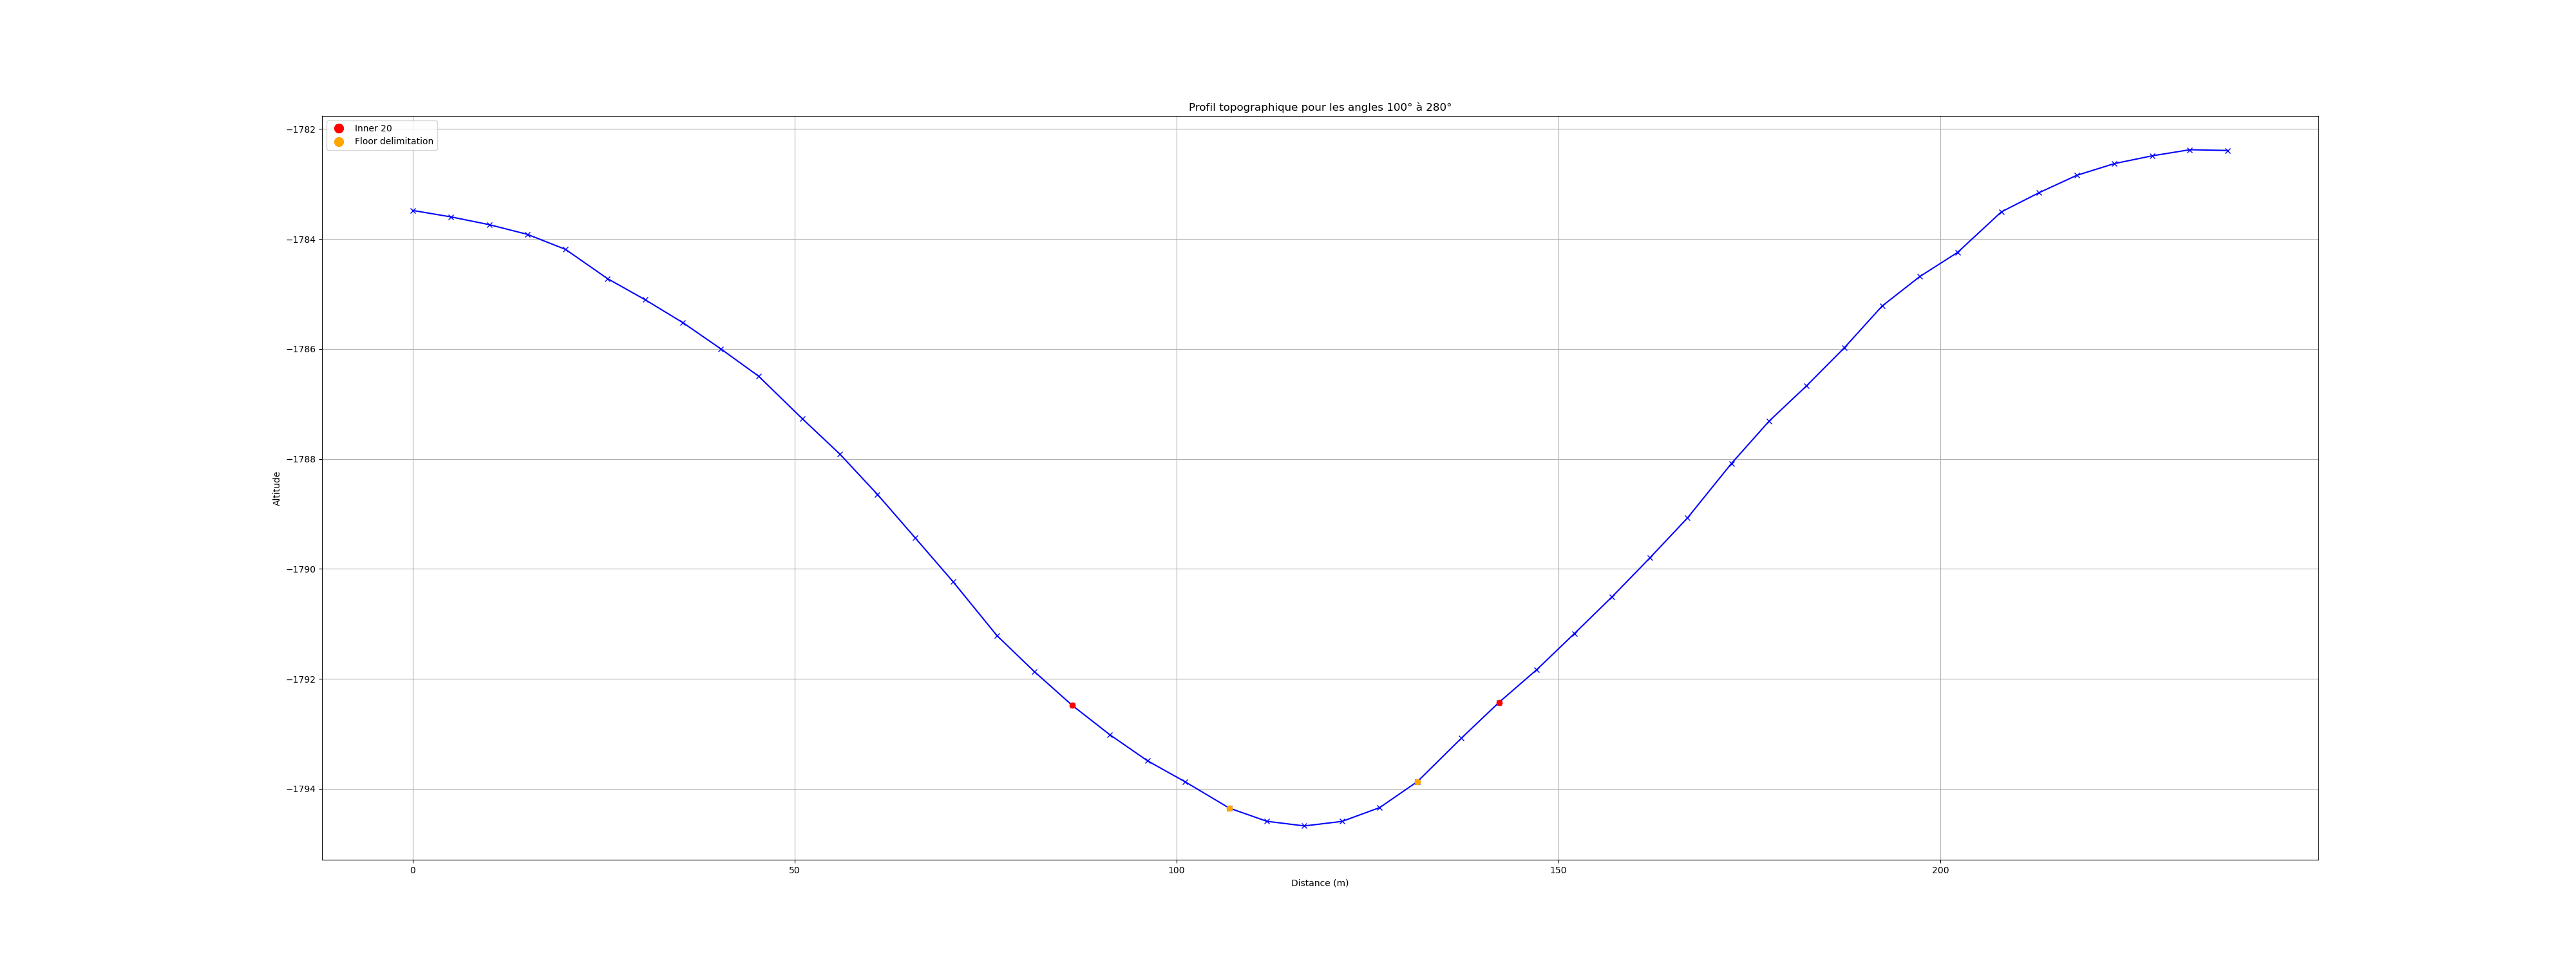 Profil topographique pour les angles 100° à 280°
Inner 20
Floor delimitation
−1782
−1784
−1786
−1788
−1790
−1792
−1794
Altitude
0 50 100 150 200
Distance (m)